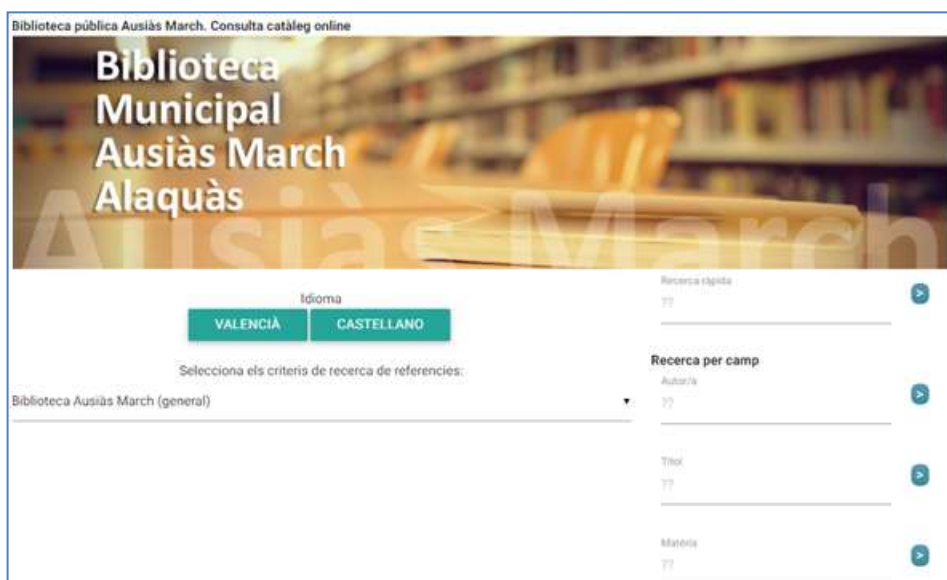 Biblioteca pública Ausiàs March. Consulta catàleg online
Biblioteca
Municipal
Ausiàs March
Alaquàs
Ausiàs March
Idioma
VALENCIÀ CASTELLANO
Selecciona els criteris de recerca de referencies:
Biblioteca Ausiàs March (general)
Recerca ràpida
??
>
Recerca per camp
Autor/a
??
>
Títol
??
>
Matèria
??
>